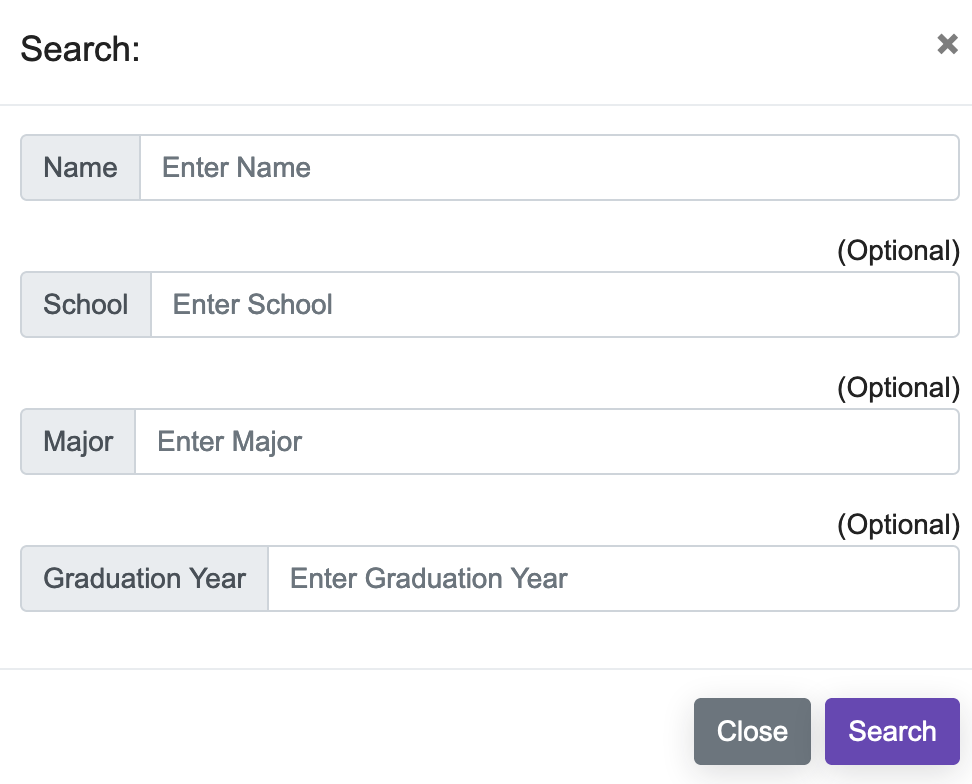 Search:
Name Enter Name
(Optional)
School Enter School
(Optional)
Major Enter Major
(Optional)
Graduation Year Enter Graduation Year
Close Search